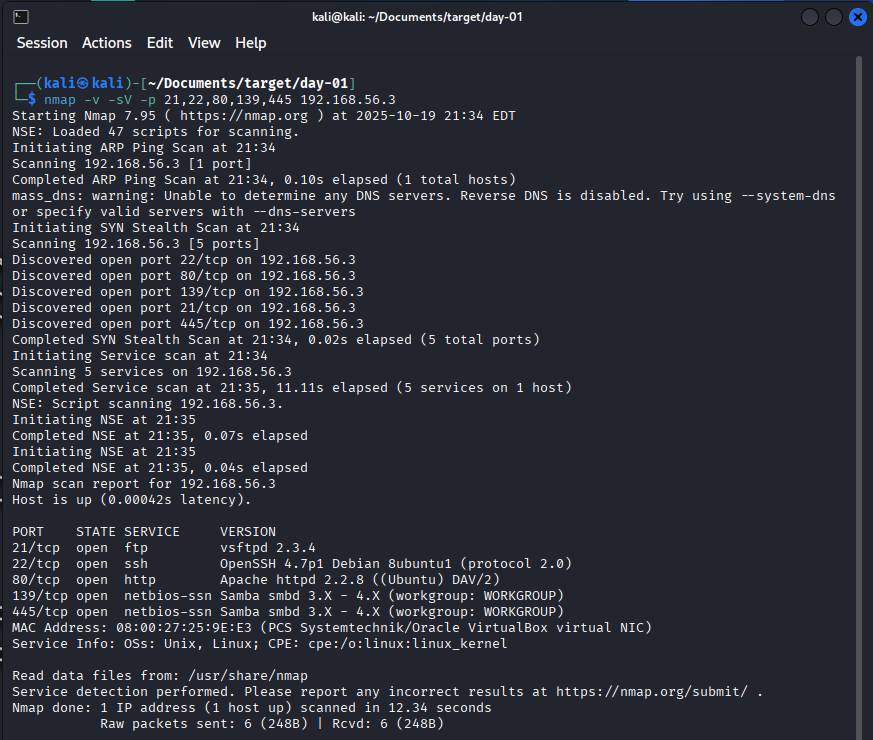 kali@kali: ~/Documents/target/day-01
Session Actions Edit View Help
┌──(kali㉿kali)-[~/Documents/target/day-01]
└─$ nmap -v -sV -p 21,22,80,139,445 192.168.56.3
Starting Nmap 7.95 ( https://nmap.org ) at 2025-10-19 21:34 EDT
NSE: Loaded 47 scripts for scanning.
Initiating ARP Ping Scan at 21:34
Scanning 192.168.56.3 [1 port]
Completed ARP Ping Scan at 21:34, 0.10s elapsed (1 total hosts)
mass_dns: warning: Unable to determine any DNS servers. Reverse DNS is disabled. Try using --system-dns
or specify valid servers with --dns-servers
Initiating SYN Stealth Scan at 21:34
Scanning 192.168.56.3 [5 ports]
Discovered open port 22/tcp on 192.168.56.3
Discovered open port 80/tcp on 192.168.56.3
Discovered open port 139/tcp on 192.168.56.3
Discovered open port 21/tcp on 192.168.56.3
Discovered open port 445/tcp on 192.168.56.3
Completed SYN Stealth Scan at 21:34, 0.02s elapsed (5 total ports)
Initiating Service scan at 21:34
Scanning 5 services on 192.168.56.3
Completed Service scan at 21:35, 11.11s elapsed (5 services on 1 host)
NSE: Script scanning 192.168.56.3.
Initiating NSE at 21:35
Completed NSE at 21:35, 0.07s elapsed
Initiating NSE at 21:35
Completed NSE at 21:35, 0.04s elapsed
Nmap scan report for 192.168.56.3
Host is up (0.00042s latency).
PORT    STATE SERVICE     VERSION
21/tcp  open  ftp         vsftpd 2.3.4
22/tcp  open  ssh         OpenSSH 4.7p1 Debian 8ubuntu1 (protocol 2.0)
80/tcp  open  http        Apache httpd 2.2.8 ((Ubuntu) DAV/2)
139/tcp open  netbios-ssn Samba smbd 3.X - 4.X (workgroup: WORKGROUP)
445/tcp open  netbios-ssn Samba smbd 3.X - 4.X (workgroup: WORKGROUP)
MAC Address: 08:00:27:25:9E:E3 (PCS Systemtechnik/Oracle VirtualBox virtual NIC)
Service Info: OSs: Unix, Linux; CPE: cpe:/o:linux:linux_kernel
Read data files from: /usr/share/nmap
Service detection performed. Please report any incorrect results at https://nmap.org/submit/ .
Nmap done: 1 IP address (1 host up) scanned in 12.34 seconds
           Raw packets sent: 6 (248B) | Rcvd: 6 (248B)